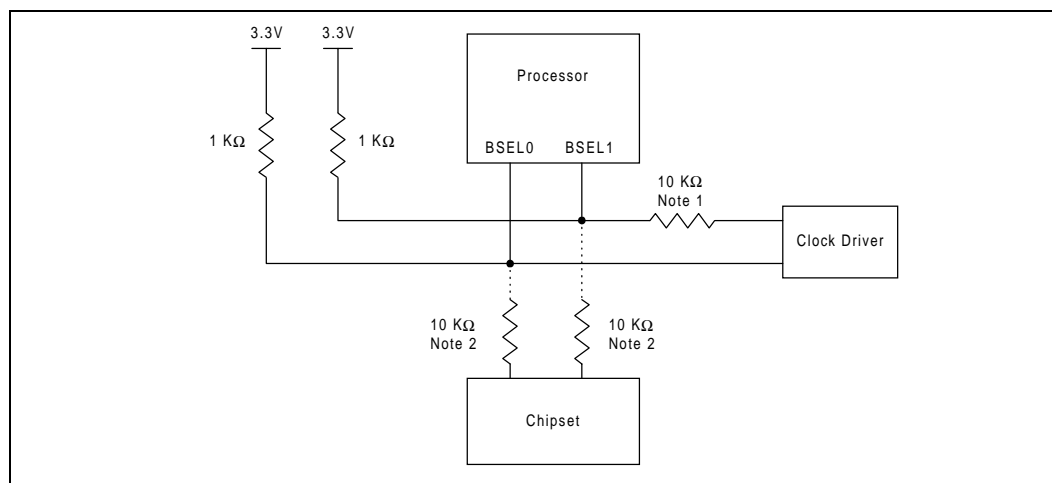 3.3V
3.3V
Processor
1 KΩ
1 KΩ
BSEL0
BSEL1
10 KΩ
Note 1
Clock Driver
10 KΩ
Note 2
10 KΩ
Note 2
Chipset